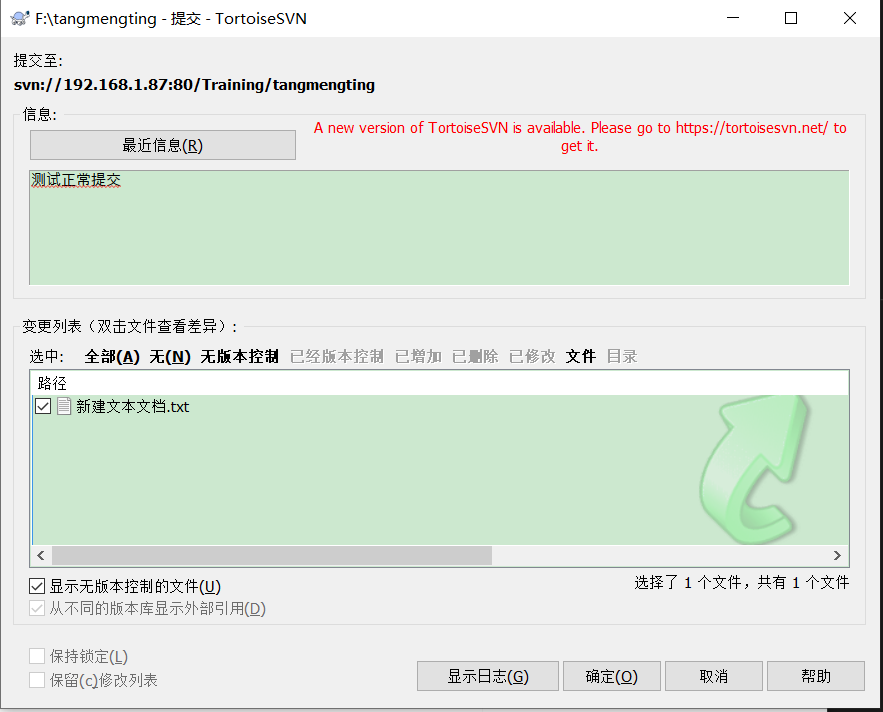 F:\tangmengting - 提交 - TortoiseSVN
提交至:
svn://192.168.1.87:80/Training/tangmengting
信息:
最近信息(R)
A new version of TortoiseSVN is available. Please go to https://tortoisesvn.net/ to
get it.
测试正常提交
变更列表（双击文件查看差异）:
选中: 全部(A) 无(N) 无版本控制 已经版本控制 已增加 已删除 已修改 文件 目录
路径
新建文本文档.txt
显示无版本控制的文件(U)
选择了 1 个文件，共有 1 个文件
从不同的版本库显示外部引用(D)
保持锁定(L)
保留(c)修改列表
显示日志(G) 确定(O) 取消 帮助